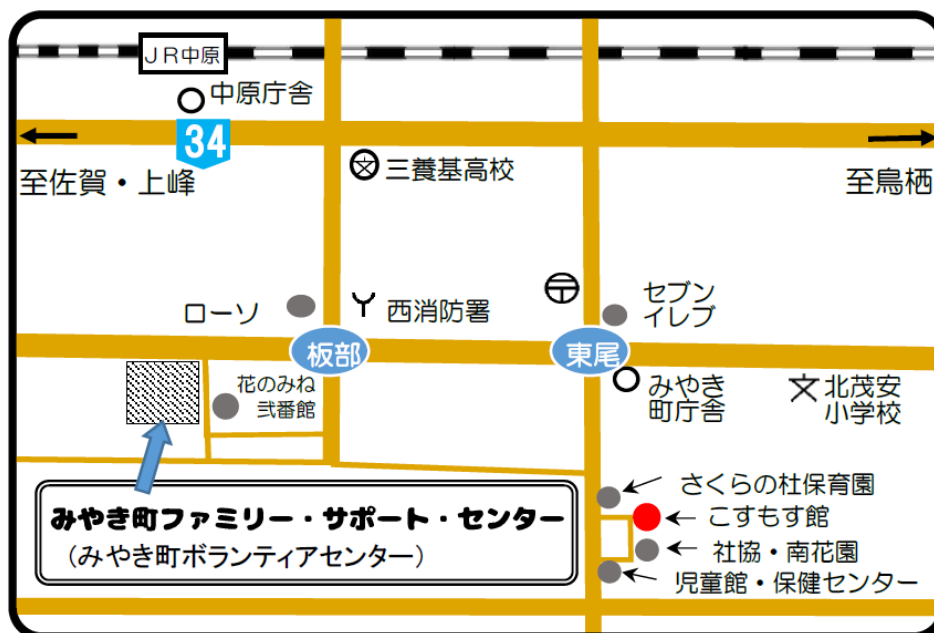 JR中原
中原庁舎
34
至佐賀・上峰
三養基高校
至鳥栖
ローソ
西消防署
セブン
イレブ
板部
東尾
花のみね
弐番館
みやき
町庁舎
北茂安
小学校
さくらの杜保育園
みやき町ファミリー・サポート・センター
(みやき町ボランティアセンター)
こすもす館
社協・南花園
児童館・保健センター